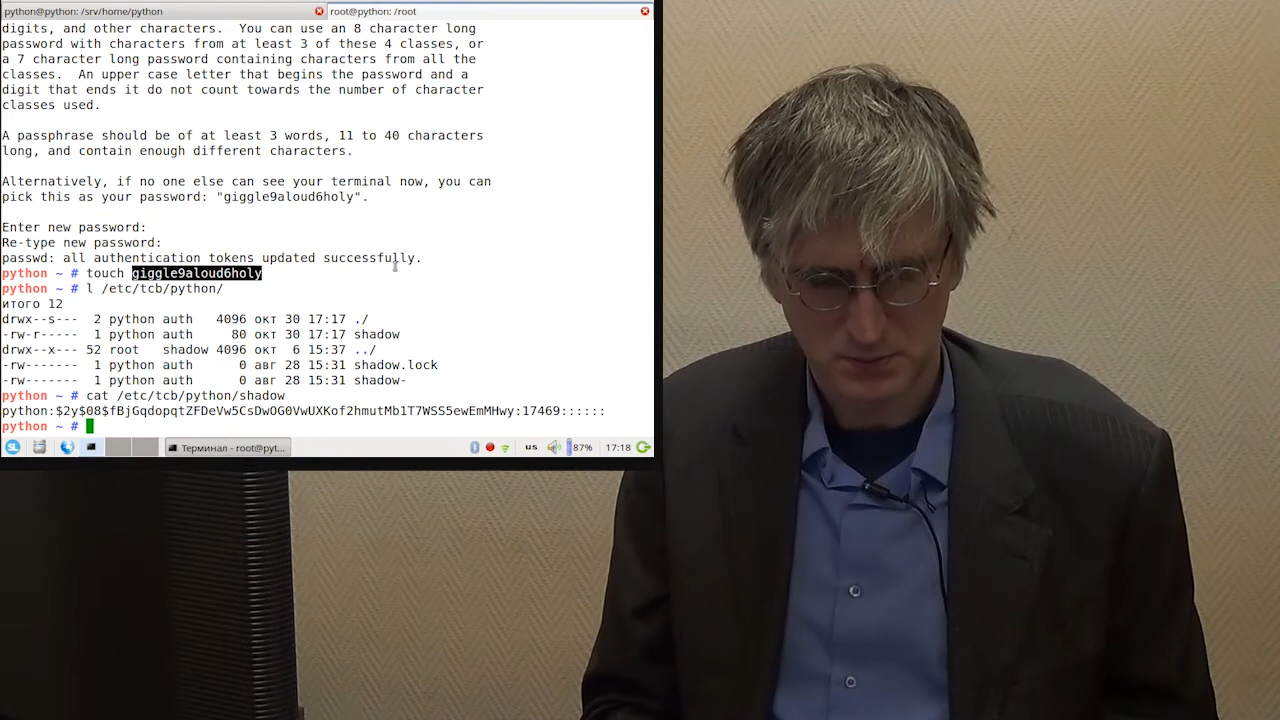 python@python: /srv/home/python
root@python: /root
digits, and other characters.  You can use an 8 character long
password with characters from at least 3 of these 4 classes, or
a 7 character long password containing characters from all the
classes.  An upper case letter that begins the password and a
digit that ends it do not count towards the number of character
classes used.
A passphrase should be of at least 3 words, 11 to 40 characters
long, and contain enough different characters.
Alternatively, if no one else can see your terminal now, you can
pick this as your password: "giggle9aloud6holy".
Enter new password:
Re-type new password:
passwd: all authentication tokens updated successfully.
python ~ # touch giggle9aloud6holy
python ~ # l /etc/tcb/python/
итого 12
drwx--s---  2 python auth   4096 окт 30 17:17 ./
-rw-r-----  1 python auth     80 окт 30 17:17 shadow
drwx--x--- 52 root   shadow 4096 окт  6 15:37 ../
-rw-------  1 python auth      0 авг 28 15:31 shadow.lock
-rw-------  1 python auth      0 авг 28 15:31 shadow-
python ~ # cat /etc/tcb/python/shadow
python:$2y$08$fBjGqdopqtZFDeVw5CsDwOG0VwUXKof2hmutMb1T7WSS5ewEmMHwy:17469::::::
python ~ #
SL
Терминал - root@pyt...
us
87%
17:18